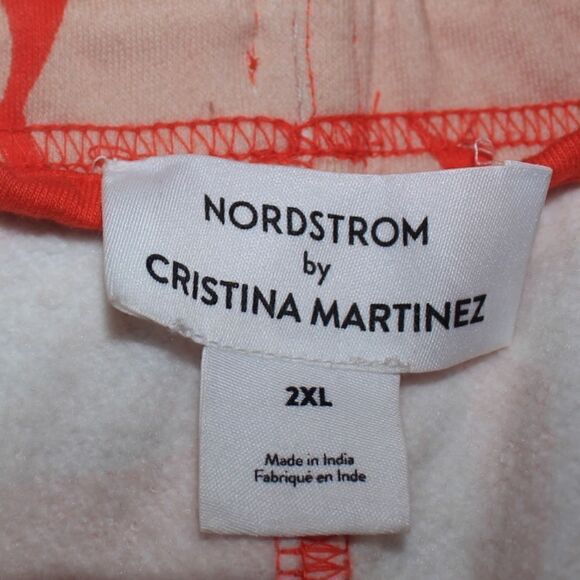 NORDSTROM
by
CRISTINA MARTINEZ
2XL
Made in India
Fabriqué en Inde